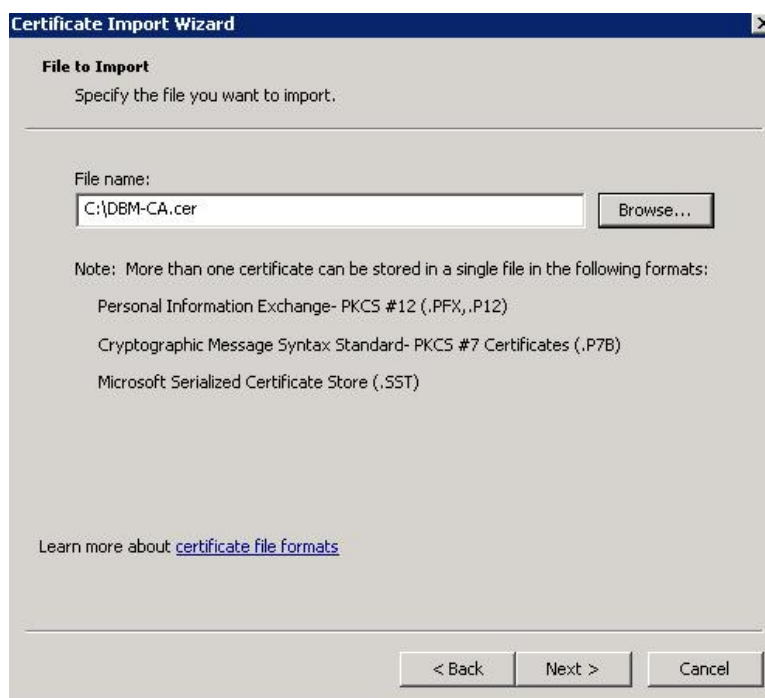 Certificate Import Wizard
File to Import
Specify the file you want to import.
File name:
C:\DBM-CA.cer
Browse...
Note:  More than one certificate can be stored in a single file in the following formats:
Personal Information Exchange- PKCS #12 (.PFX,.P12)
Cryptographic Message Syntax Standard- PKCS #7 Certificates (.P7B)
Microsoft Serialized Certificate Store (.SST)
Learn more about certificate file formats
< Back
Next >
Cancel